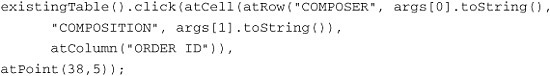 existingTable().click(atCell(atRow("COMPOSER", args[0].toString(),
"COMPOSITION", args[1].toString()),
atColumn("ORDER ID")),
atPoint(38,5));